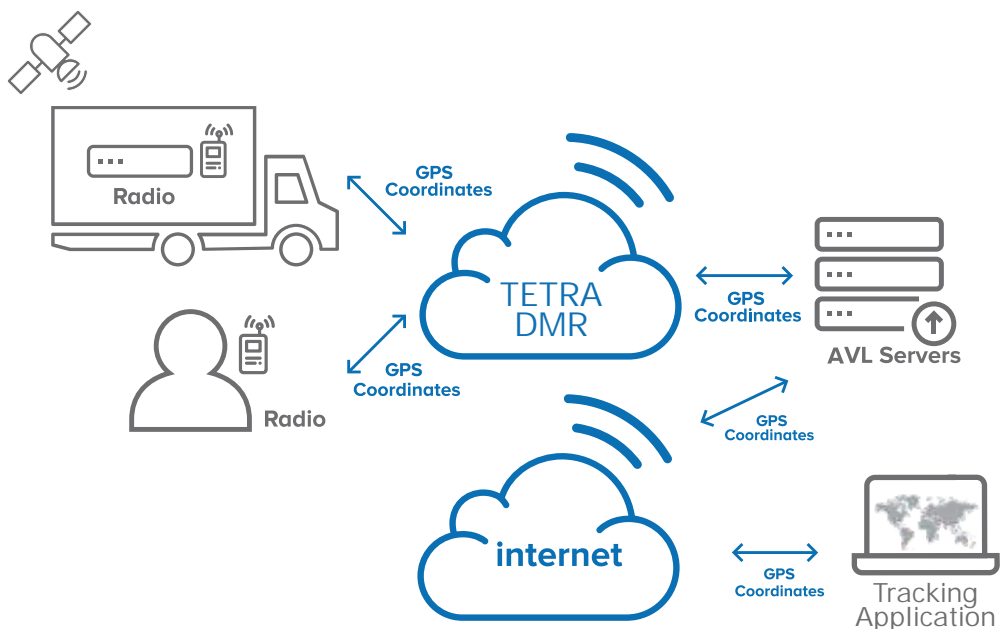 Radio
GPS
Coordinates
TETRA
DMR
GPS
Coordinates
AVL Servers
GPS
Coordinates
Radio
GPS
Coordinates
internet
GPS
Coordinates
Tracking
Application